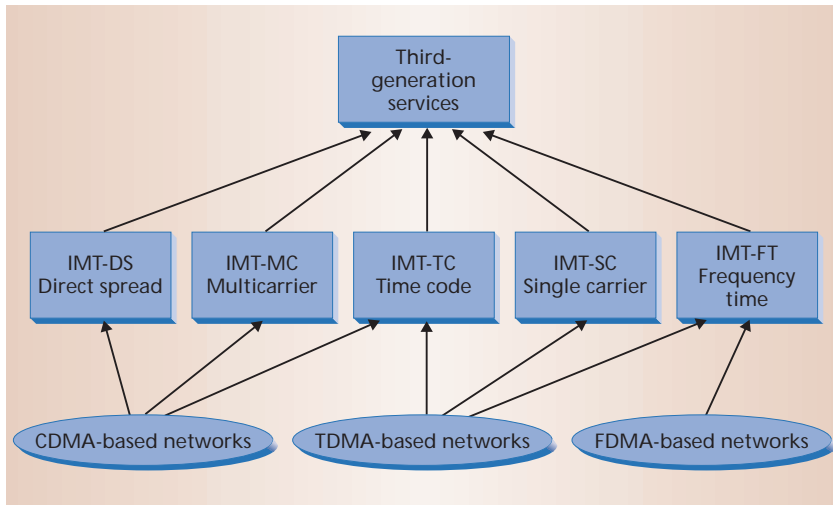 Third-
generation
services
IMT-DS
Direct spread
IMT-MC
Multicarrier
IMT-TC
Time code
IMT-SC
Single carrier
IMT-FT
Frequency
time
CDMA-based networks
TDMA-based networks
FDMA-based networks